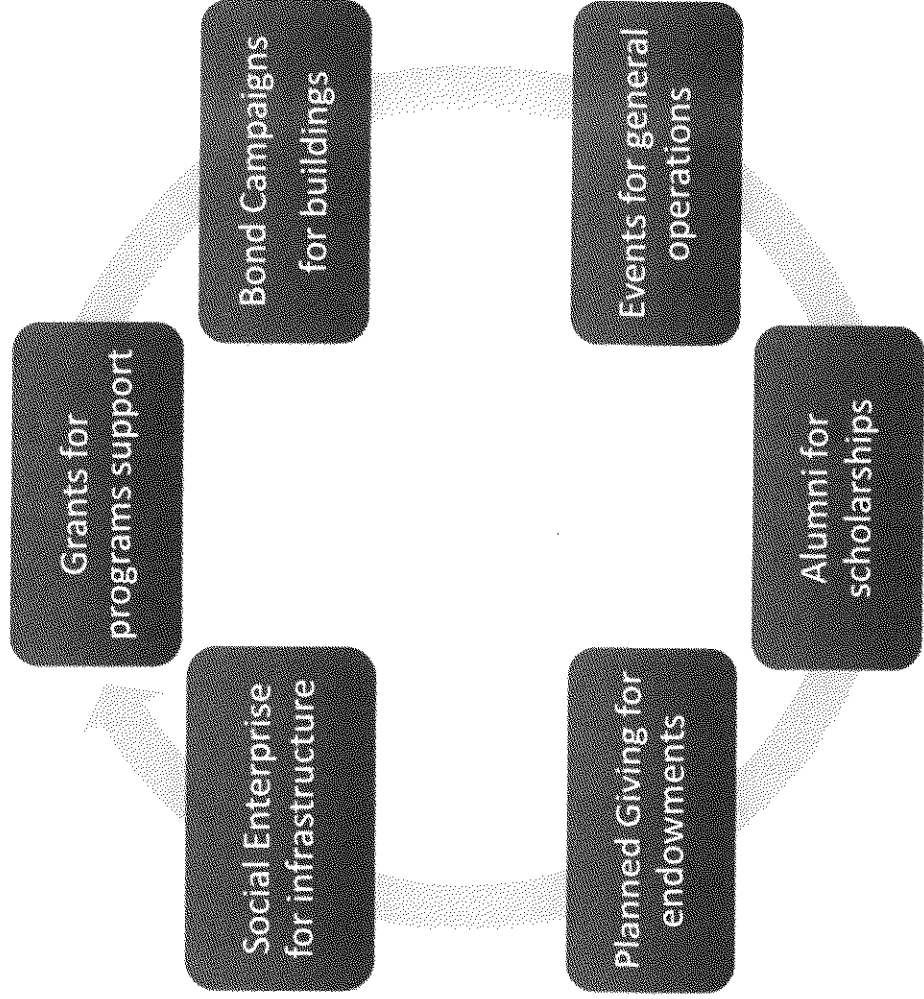 Grants for
programs support
Bond Campaigns
for buildings
Events for general
operations
Alumni for
scholarships
Planned Giving for
endowments
Social Enterprise
for infrastructure